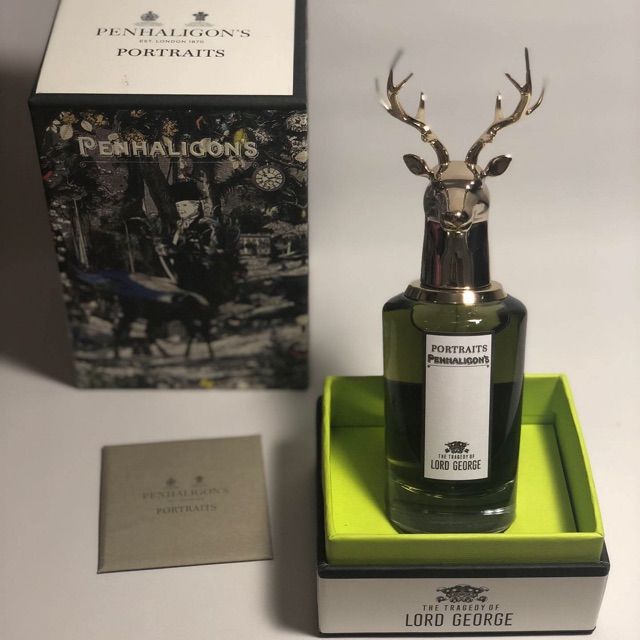 PENHALIGON'S
EST. LONDON 1870
PORTRAITS
PENHALIGON'S
PORTRAITS
PENHALIGON'S
THE TRAGEDY OF
LORD GEORGE
PENHALIGON'S
PORTRAITS
THE TRAGEDY OF
LORD GEORGE